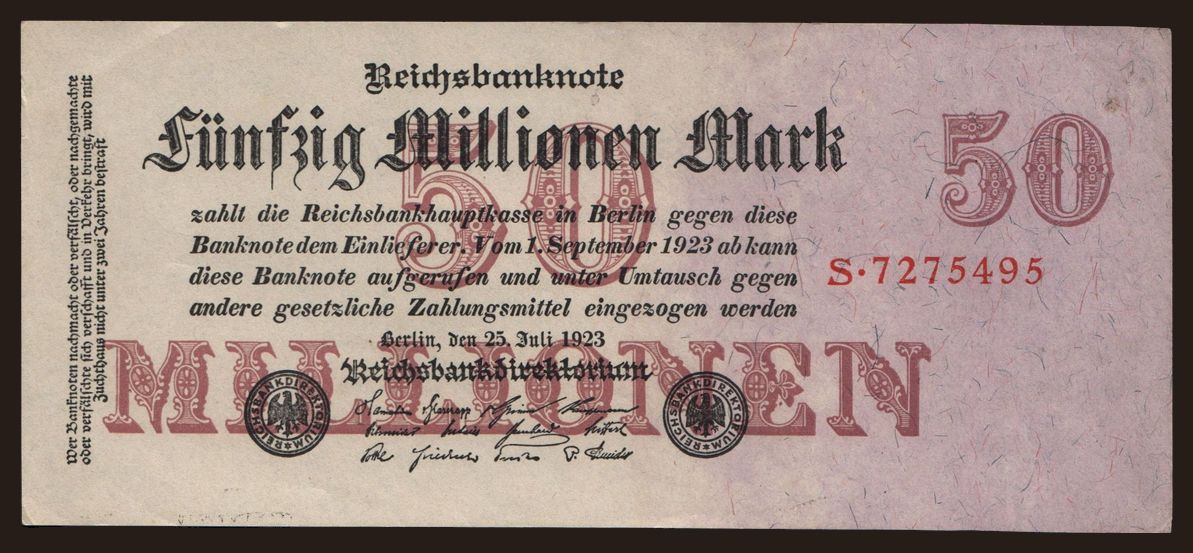 Reichsbanknote
Fünfzig Millionen Mark
50
50
zahlt die Reichsbankhauptkasse in Berlin gegen diese
Banknote dem Einlieferer. Vom 1. September 1923 ab kann
diese Banknote aufgerufen und unter Umtausch gegen
andere gesetzliche Zahlungsmittel eingezogen werden
S·7275495
Berlin, den 25. Juli 1923
Reichsbankdirektorium
MILLIONEN
REICHSBANKDIREKTORIUM
REICHSBANKDIREKTORIUM
Wer Banknoten nachmacht oder verfälscht, oder nachgemachte
oder verfälschte sich verschafft und in Verkehr bringt, wird mit
Zuchthaus nicht unter zwei Jahren bestraft